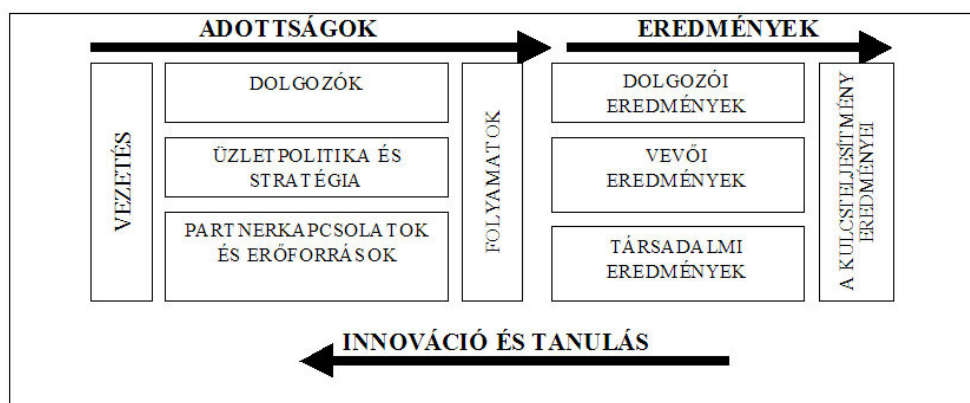 ADOTTSÁGOK
EREDMÉNYEK
VEZETÉS
DOLGOZÓK
ÜZLETPOLITIKA ÉS
STRATÉGIA
PARTNERKAPCSOLATOK
ÉS ERŐFORRÁSOK
FOLYAMATOK
DOLGOZÓI
EREDMÉNYEK
VEVŐI
EREDMÉNYEK
TÁRSADALMI
EREDMÉNYEK
A KULCSTELJESÍTMÉNY
EREDMÉNYEI
INNOVÁCIÓ ÉS TANULÁS